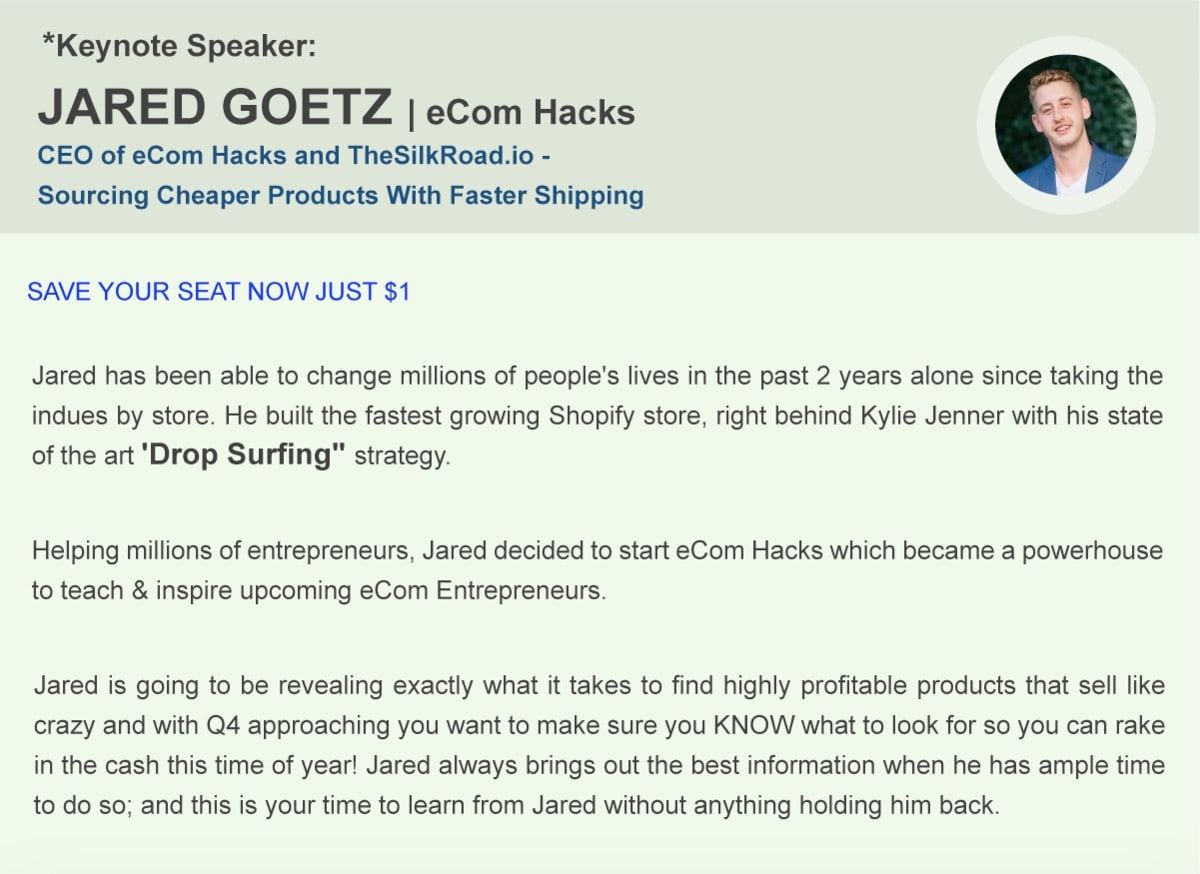 *Keynote Speaker:
JARED GOETZ | eCom Hacks
CEO of eCom Hacks and TheSilkRoad.io -
Sourcing Cheaper Products With Faster Shipping
SAVE YOUR SEAT NOW JUST $1
Jared has been able to change millions of people's lives in the past 2 years alone since taking the
indues by store. He built the fastest growing Shopify store, right behind Kylie Jenner with his state
of the art 'Drop Surfing" strategy.
Helping millions of entrepreneurs, Jared decided to start eCom Hacks which became a powerhouse
to teach & inspire upcoming eCom Entrepreneurs.
Jared is going to be revealing exactly what it takes to find highly profitable products that sell like
crazy and with Q4 approaching you want to make sure you KNOW what to look for so you can rake
in the cash this time of year! Jared always brings out the best information when he has ample time
to do so; and this is your time to learn from Jared without anything holding him back.